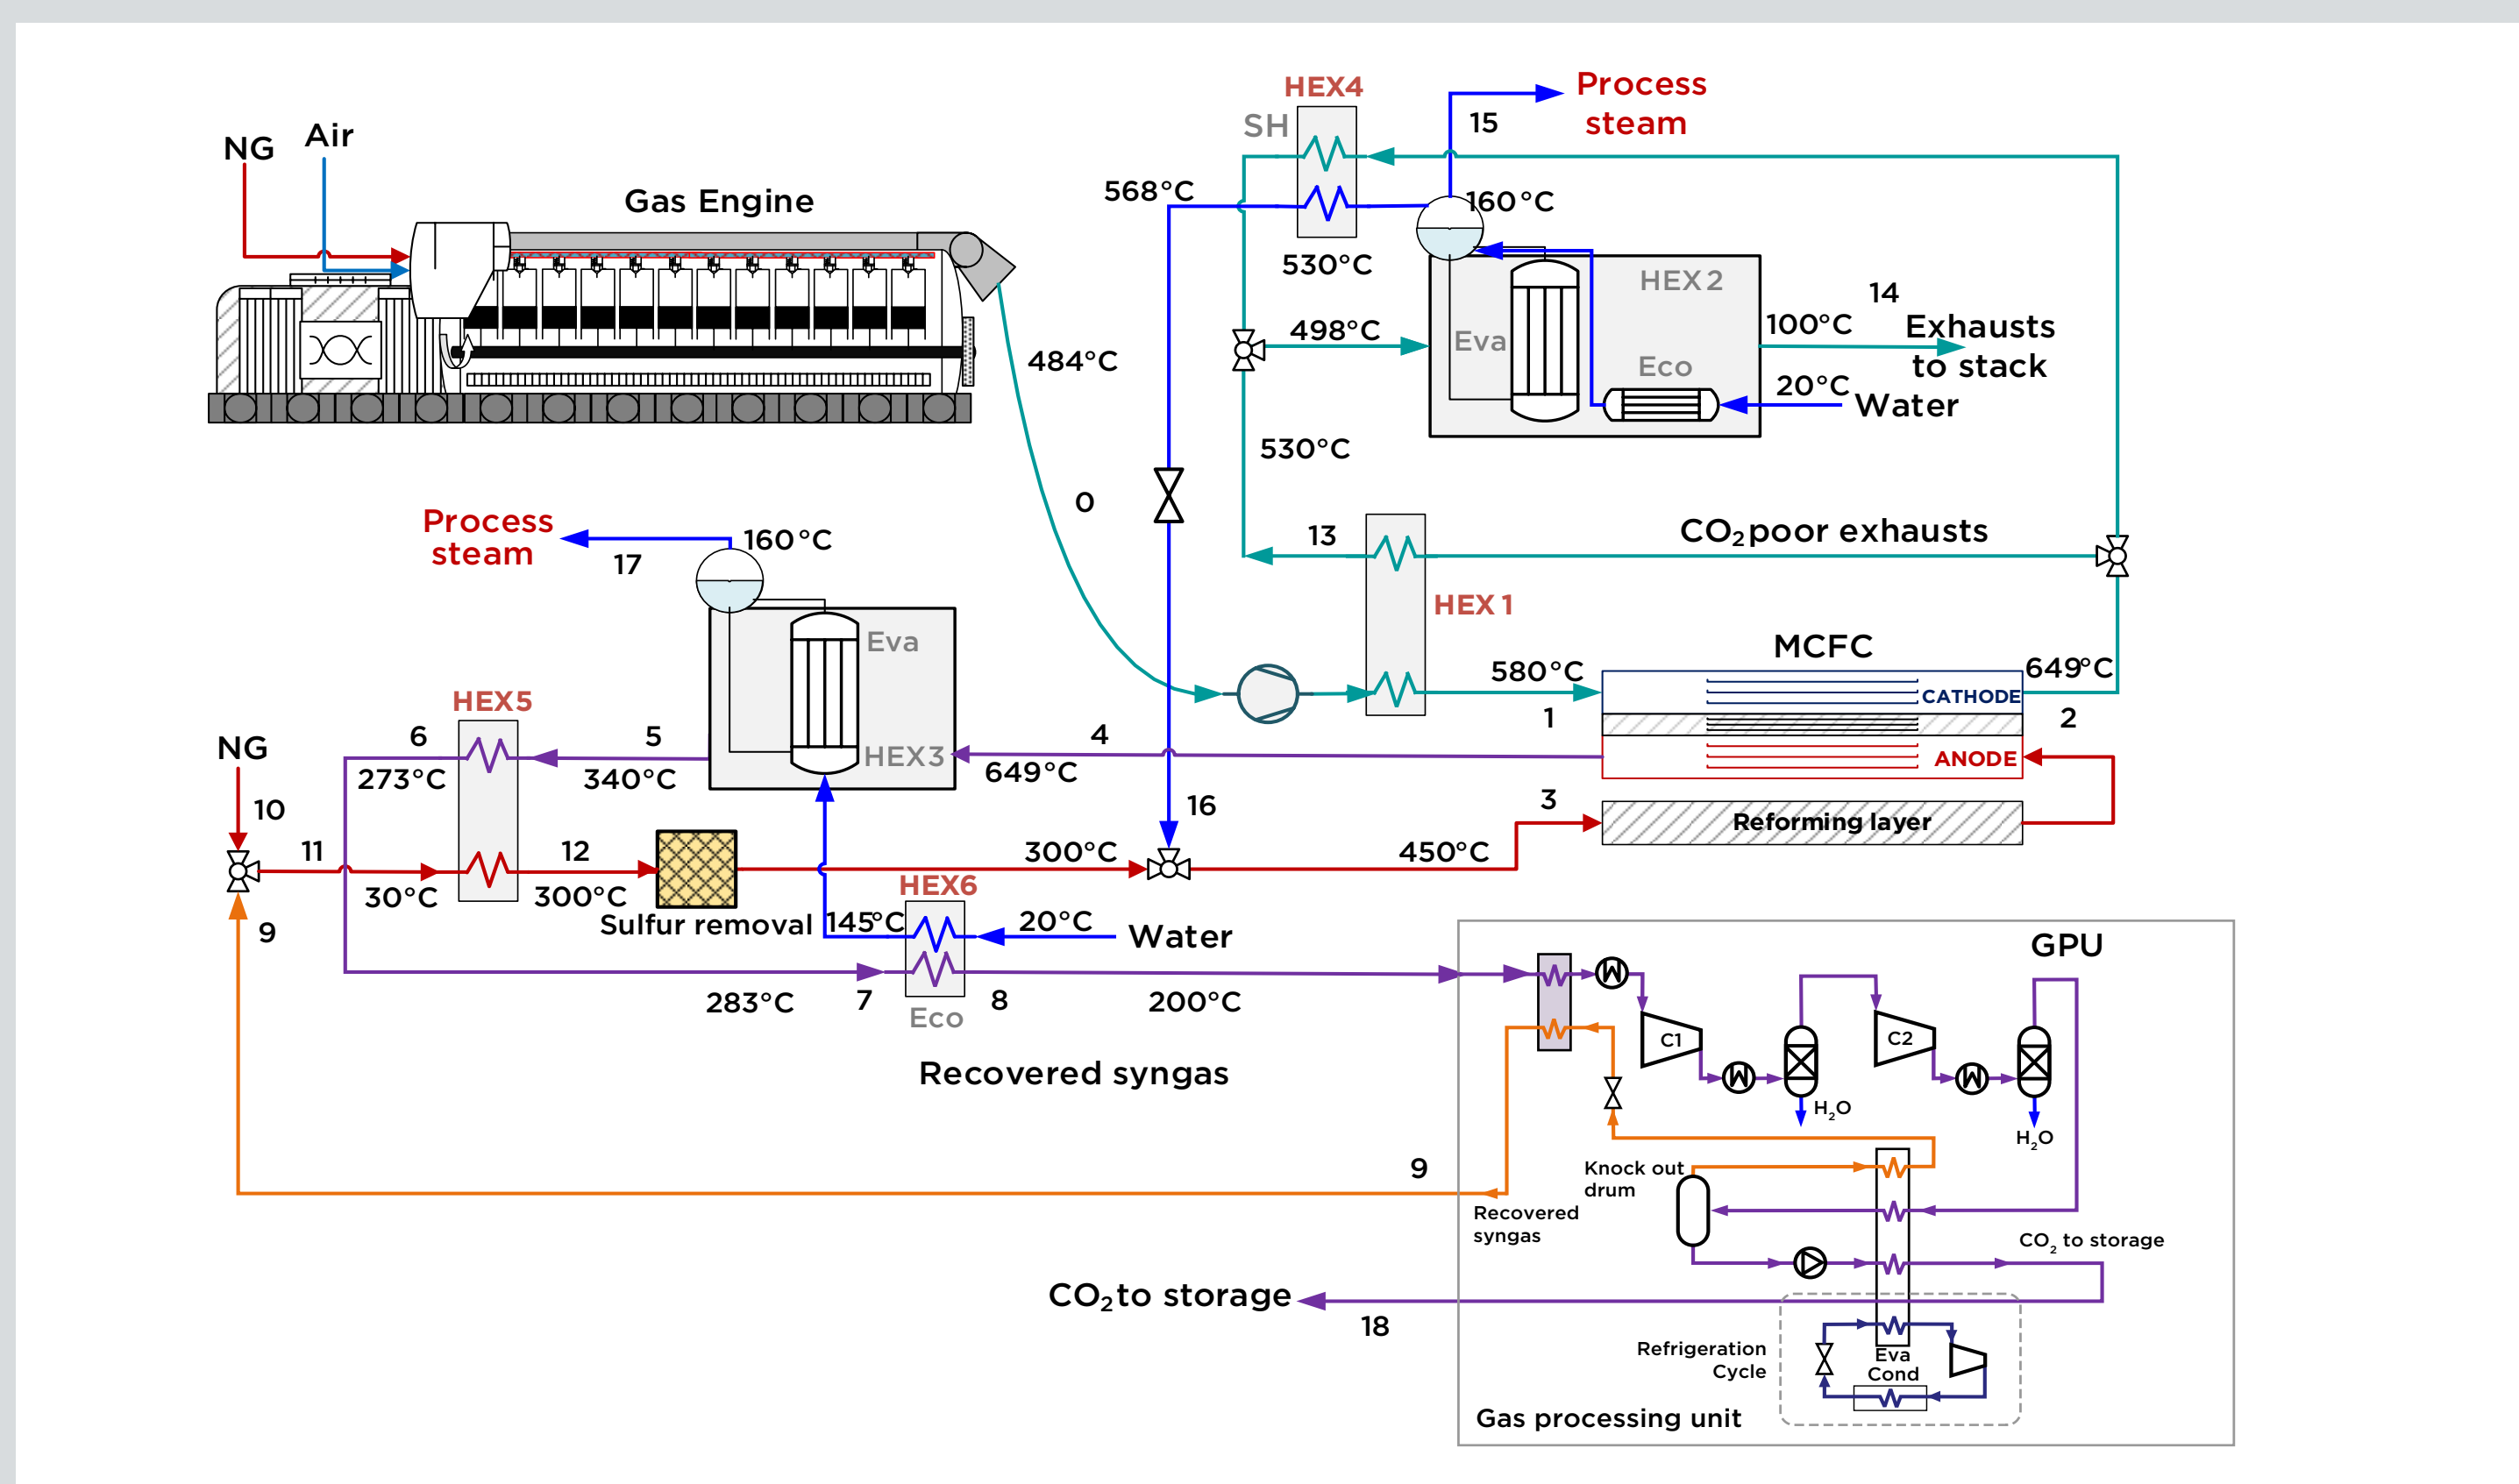 HEX4
Process
steam
SH
15
NG
Air
Gas Engine
568°C
160°C
530°C
HEX 2
14
484°C
498°C
Eva
100°C
Exhausts
to stack
Eco
20°C
Water
530°C
0
Process
steam
160°C
17
13
CO2 poor exhausts
HEX 1
Eva
MCFC
580°C
649°C
CATHODE
1
2
HEX5
6
5
4
NG
HEX3
ANODE
273°C
340°C
649°C
10
16
3
Reforming layer
11
12
300°C
450°C
30°C
300°C
HEX6
Sulfur removal
145°C
20°C
Water
9
GPU
283°C
7
8
200°C
Eco
C1
C2
Recovered syngas
H2O
H2O
9
Knock out
drum
Recovered
syngas
CO2 to storage
CO2 to storage
18
Refrigeration
Cycle
Eva
Cond
Gas processing unit